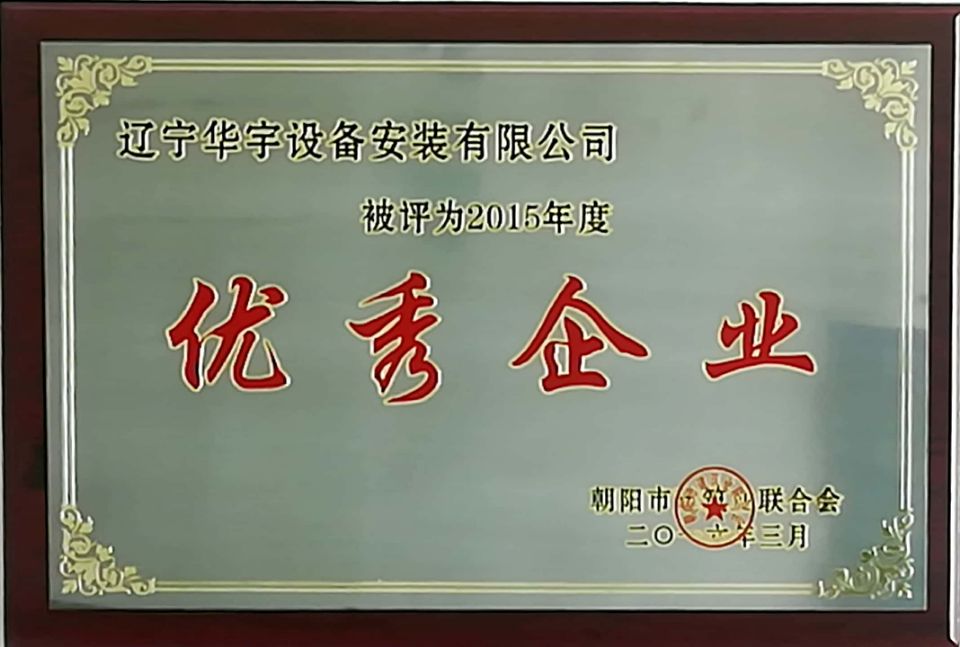 辽宁华宇设备安装有限公司
被评为2015年度
优秀企业
朝阳市 联合会
二〇一六年三月